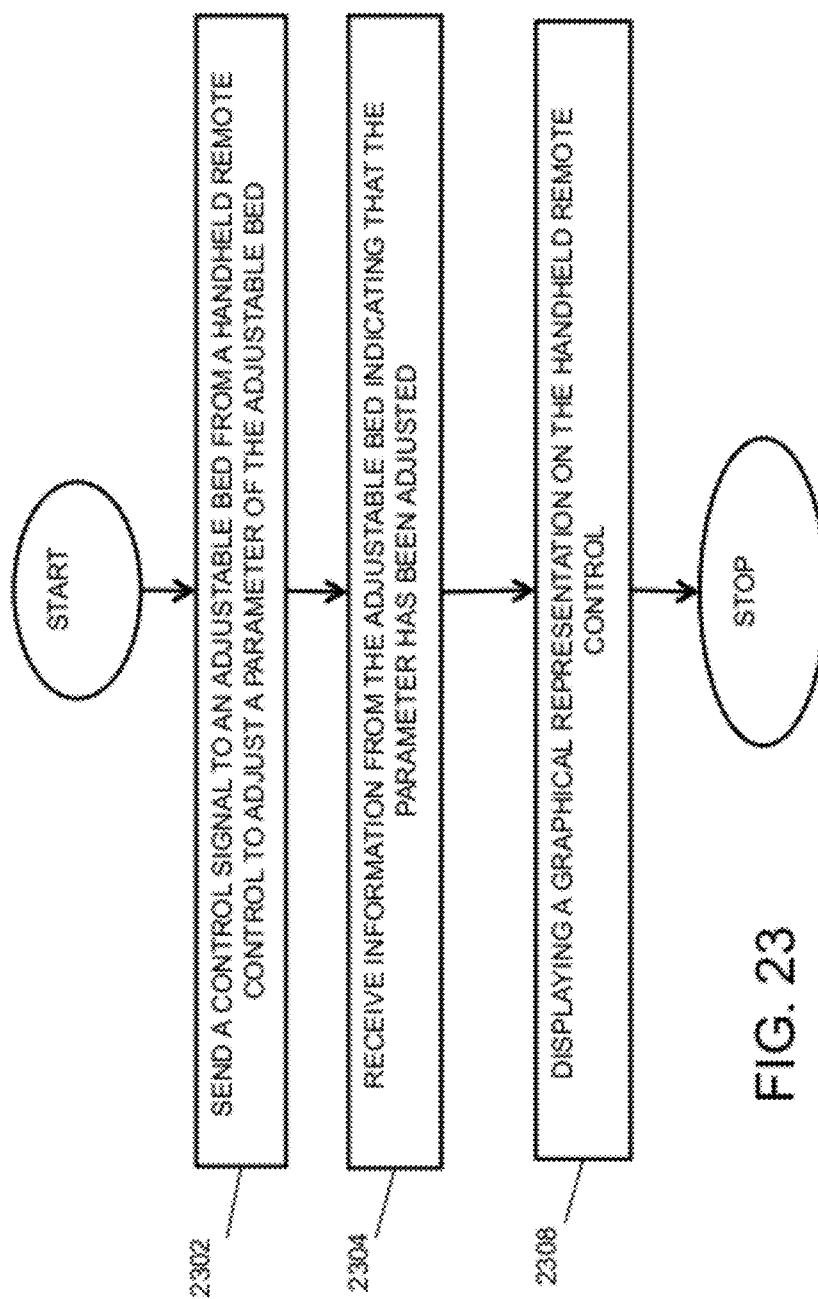 START
2302
SEND A CONTROL SIGNAL TO AN ADJUSTABLE BED FROM A HANDHELD REMOTE
CONTROL TO ADJUST A PARAMETER OF THE ADJUSTABLE BED
2304
RECEIVE INFORMATION FROM THE ADJUSTABLE BED INDICATING THAT THE
PARAMETER HAS BEEN ADJUSTED
2308
DISPLAYING A GRAPHICAL REPRESENTATION ON THE HANDHELD REMOTE
CONTROL
STOP
FIG. 23